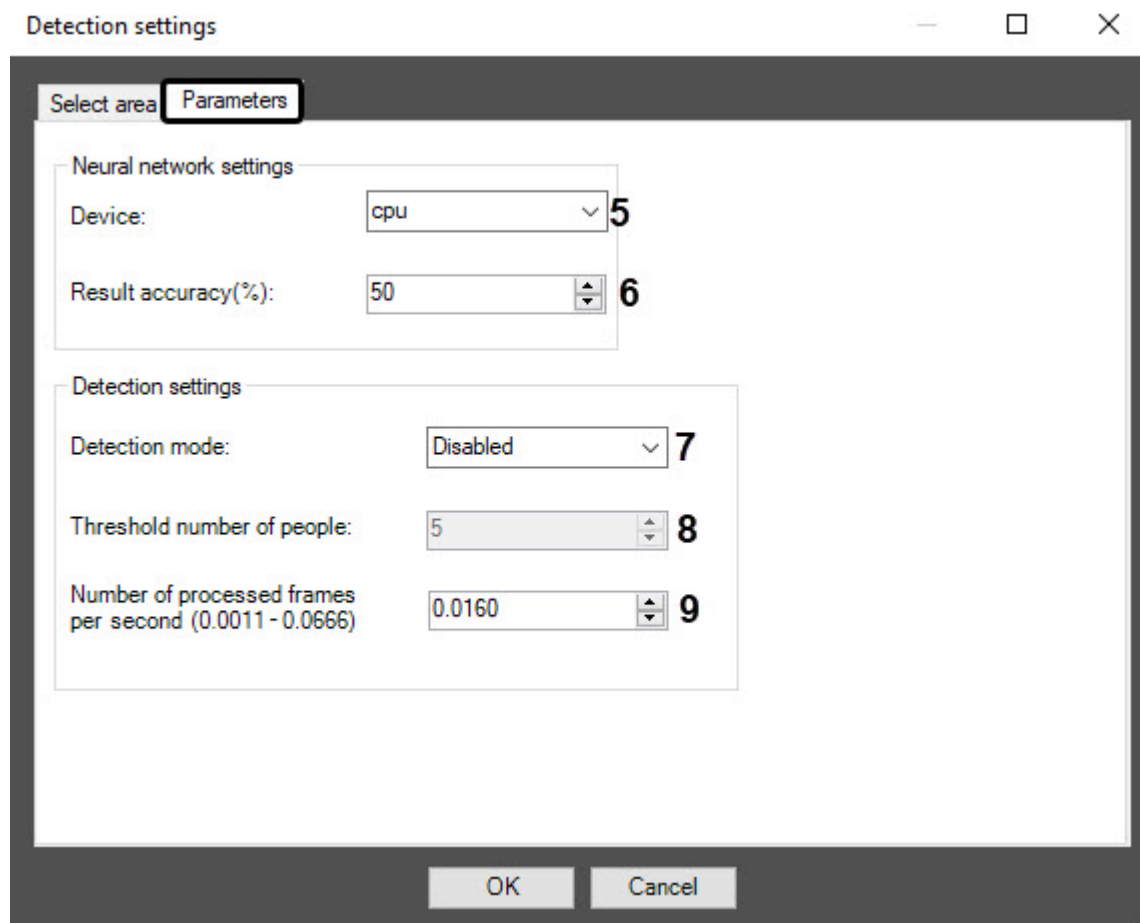 Detection settings
Select area Parameters
Neural network settings
Device: cpu 5
Result accuracy(%): 50 6
Detection settings
Detection mode: Disabled 7
Threshold number of people: 5 8
Number of processed frames
per second (0.0011 - 0.0666) 0.0160 9
OK Cancel